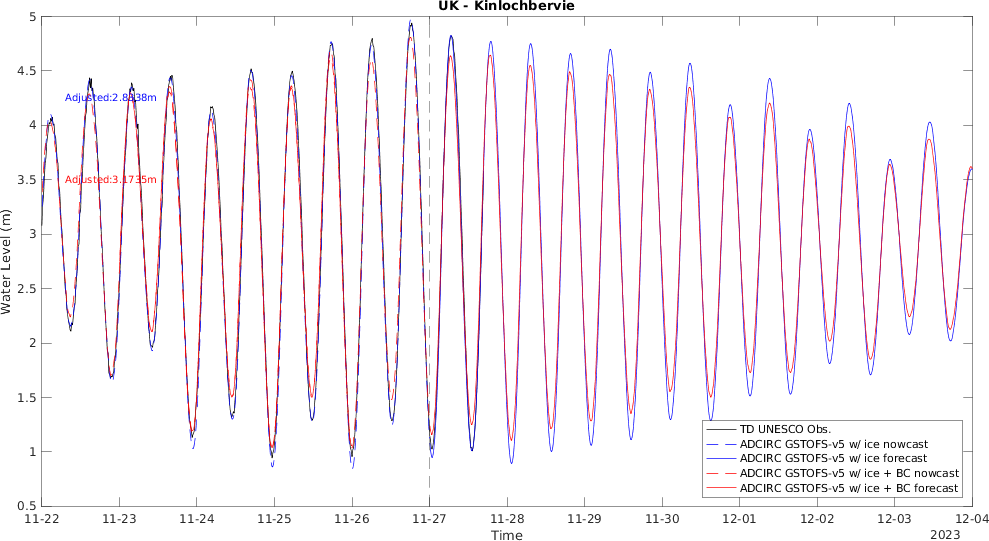 UK - Kinlochbervie
5
4.5
4
3.5
3
2.5
2
1.5
1
0.5
Water Level (m)
Adjusted:2.8338m
Adjusted:3.1735m
TD UNESCO Obs.
ADCIRC GSTOFS-v5 w/ ice nowcast
ADCIRC GSTOFS-v5 w/ ice forecast
ADCIRC GSTOFS-v5 w/ ice + BC nowcast
ADCIRC GSTOFS-v5 w/ ice + BC forecast
11-22 11-23 11-24 11-25 11-26 11-27 11-28 11-29 11-30 12-01 12-02 12-03 12-04
Time
2023